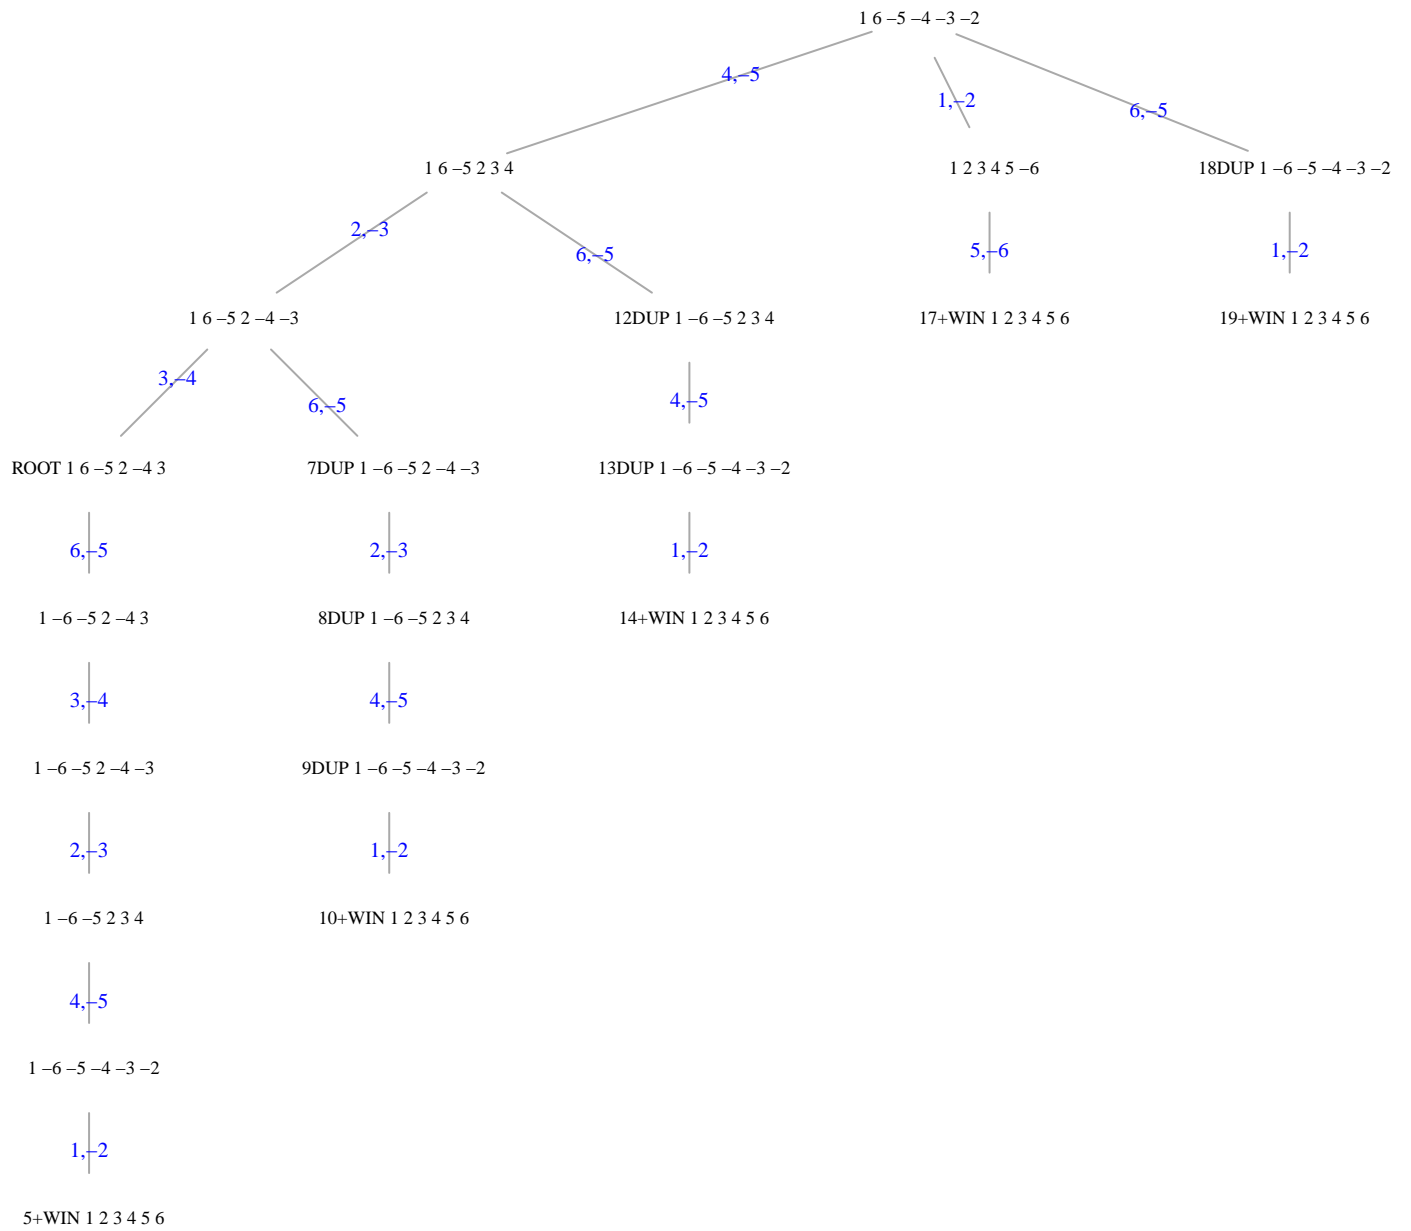 1 6 –5 –4 –3 –2
4,–5
1,–2
6,–5
1 6 –5 2 3 4
1 2 3 4 5 –6
18DUP 1 –6 –5 –4 –3 –2
2,–3
6,–5
5,–6
1,–2
1 6 –5 2 –4 –3
12DUP 1 –6 –5 2 3 4
17+WIN 1 2 3 4 5 6
19+WIN 1 2 3 4 5 6
3,–4
6,–5
4,–5
ROOT 1 6 –5 2 –4 3
7DUP 1 –6 –5 2 –4 –3
13DUP 1 –6 –5 –4 –3 –2
6,–5
2,–3
1,–2
1 –6 –5 2 –4 3
8DUP 1 –6 –5 2 3 4
14+WIN 1 2 3 4 5 6
3,–4
4,–5
1 –6 –5 2 –4 –3
9DUP 1 –6 –5 –4 –3 –2
2,–3
1,–2
1 –6 –5 2 3 4
10+WIN 1 2 3 4 5 6
4,–5
1 –6 –5 –4 –3 –2
1,–2
5+WIN 1 2 3 4 5 6